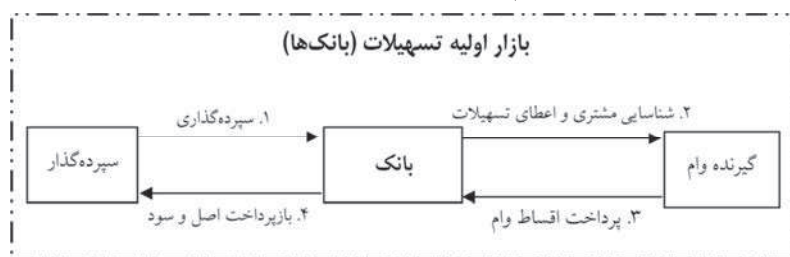 بازار اولیه تسهیلات (بانک‌ها)
۱. سپرده‌گذاری
۲. شناسایی مشتری و اعطای تسهیلات
سپرده‌گذار
بانک
گیرنده وام
۴. بازپرداخت اصل و سود
۳. پرداخت اقساط وام